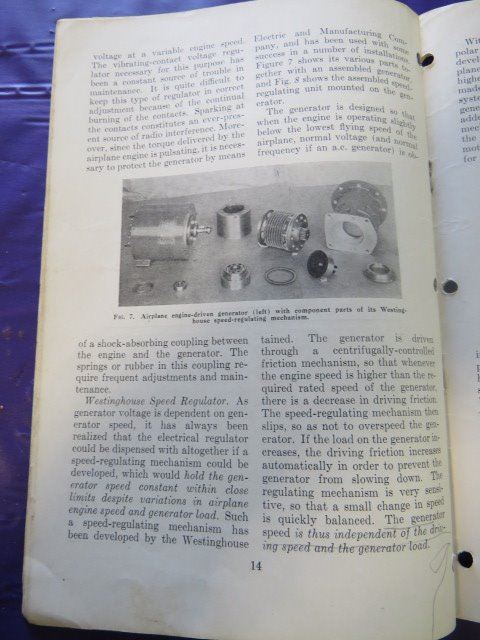 voltage at a variable engine speed.
The vibrating-contact voltage regu-
lator necessary for this purpose has
been a constant source of trouble in
maintenance. It is quite difficult to
keep this type of regulator in correct
adjustment because of the continual
burning of the contacts. Sparking at
the contacts constitutes an ever-pres-
ent source of radio interference. More-
over, since the torque delivered by the
airplane engine is pulsating, it is neces-
sary to protect the generator by means
Electric and Manufacturing Com-
pany, and has been used with some
success in a number of installations.
Figure 7 shows its various parts to-
gether with an assembled generator
and Fig. 8 shows the assembled speed-
regulating unit mounted on the gen-
erator.
The generator is designed so that
when the engine is operating slightly
below the lowest flying speed of the
airplane, normal voltage (and normal
frequency if an a.c. generator) is ob-
FIG. 7. Airplane engine-driven generator (left) with component parts of its Westing-
house speed-regulating mechanism.
of a shock-absorbing coupling between
the engine and the generator. The
springs or rubber in this coupling re-
quire frequent adjustments and main-
tenance.
Westinghouse Speed Regulator. As
generator voltage is dependent on gen-
erator speed, it has always been
realized that the electrical regulator
could be dispensed with altogether if a
speed-regulating mechanism could be
developed, which would hold the gen-
erator speed constant within close
limits despite variations in airplane
engine speed and generator load. Such
a speed-regulating mechanism has
been developed by the Westinghouse
tained. The generator is driven
through a centrifugally-controlled
friction mechanism, so that whenever
the engine speed is higher than the re-
quired rated speed of the generator,
there is a decrease in driving friction.
The speed-regulating mechanism then
slips, so as not to overspeed the gen-
erator. If the load on the generator in-
creases, the driving friction increases
automatically in order to prevent the
generator from slowing down. The
regulating mechanism is very sensi-
tive, so that a small change in speed
is quickly balanced. The generator
speed is thus independent of the driv-
ing speed and the generator load.
14